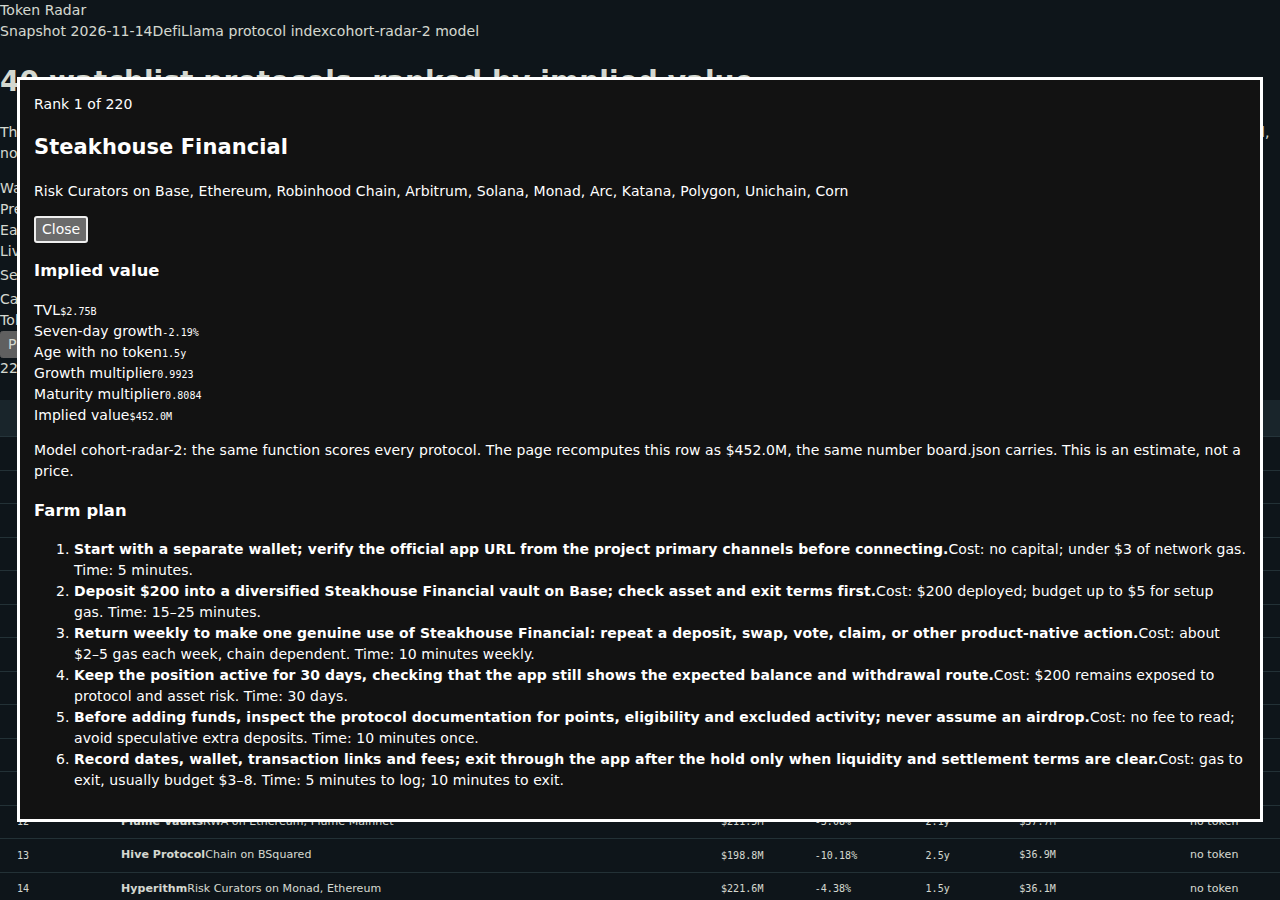 Token Radar
Snapshot 2026-11-14DefiLlama protocol indexcohort-radar-2 model
40 watchlist protocols, ranked by implied value
Rank 1 of 220
Steakhouse Financial
Risk Curators on Base, Ethereum, Robinhood Chain, Arbitrum, Solana, Monad, Arc, Katana, Polygon, Unichain, Corn
Close
Implied value
TVL$2.75B
Seven-day growth-2.19%
Age with no token1.5y
Growth multiplier0.9923
Maturity multiplier0.8084
Implied value$452.0M
Model cohort-radar-2: the same function scores every protocol. The page recomputes this row as $452.0M, the same number board.json carries. This is an estimate, not a
price.
Farm plan
1. Start with a separate wallet; verify the official app URL from the project primary channels before connecting.Cost: no capital; under $3 of network gas.
Time: 5 minutes.
2. Deposit $200 into a diversified Steakhouse Financial vault on Base; check asset and exit terms first.Cost: $200 deployed; budget up to $5 for setup
gas. Time: 15–25 minutes.
3. Return weekly to make one genuine use of Steakhouse Financial: repeat a deposit, swap, vote, claim, or other product-native action.Cost: about
$2–5 gas each week, chain dependent. Time: 10 minutes weekly.
4. Keep the position active for 30 days, checking that the app still shows the expected balance and withdrawal route.Cost: $200 remains exposed to
protocol and asset risk. Time: 30 days.
5. Before adding funds, inspect the protocol documentation for points, eligibility and excluded activity; never assume an airdrop.Cost: no fee to read;
avoid speculative extra deposits. Time: 10 minutes once.
6. Record dates, wallet, transaction links and fees; exit through the app after the hold only when liquidity and settlement terms are clear.Cost: gas to
exit, usually budget $3–8. Time: 5 minutes to log; 10 minutes to exit.
13 Hive ProtocolChain on BSquared $198.8M -10.18% 2.5y $36.9M no token
14 HyperithmRisk Curators on Monad, Ethereum $221.6M -4.38% 1.5y $36.1M no token